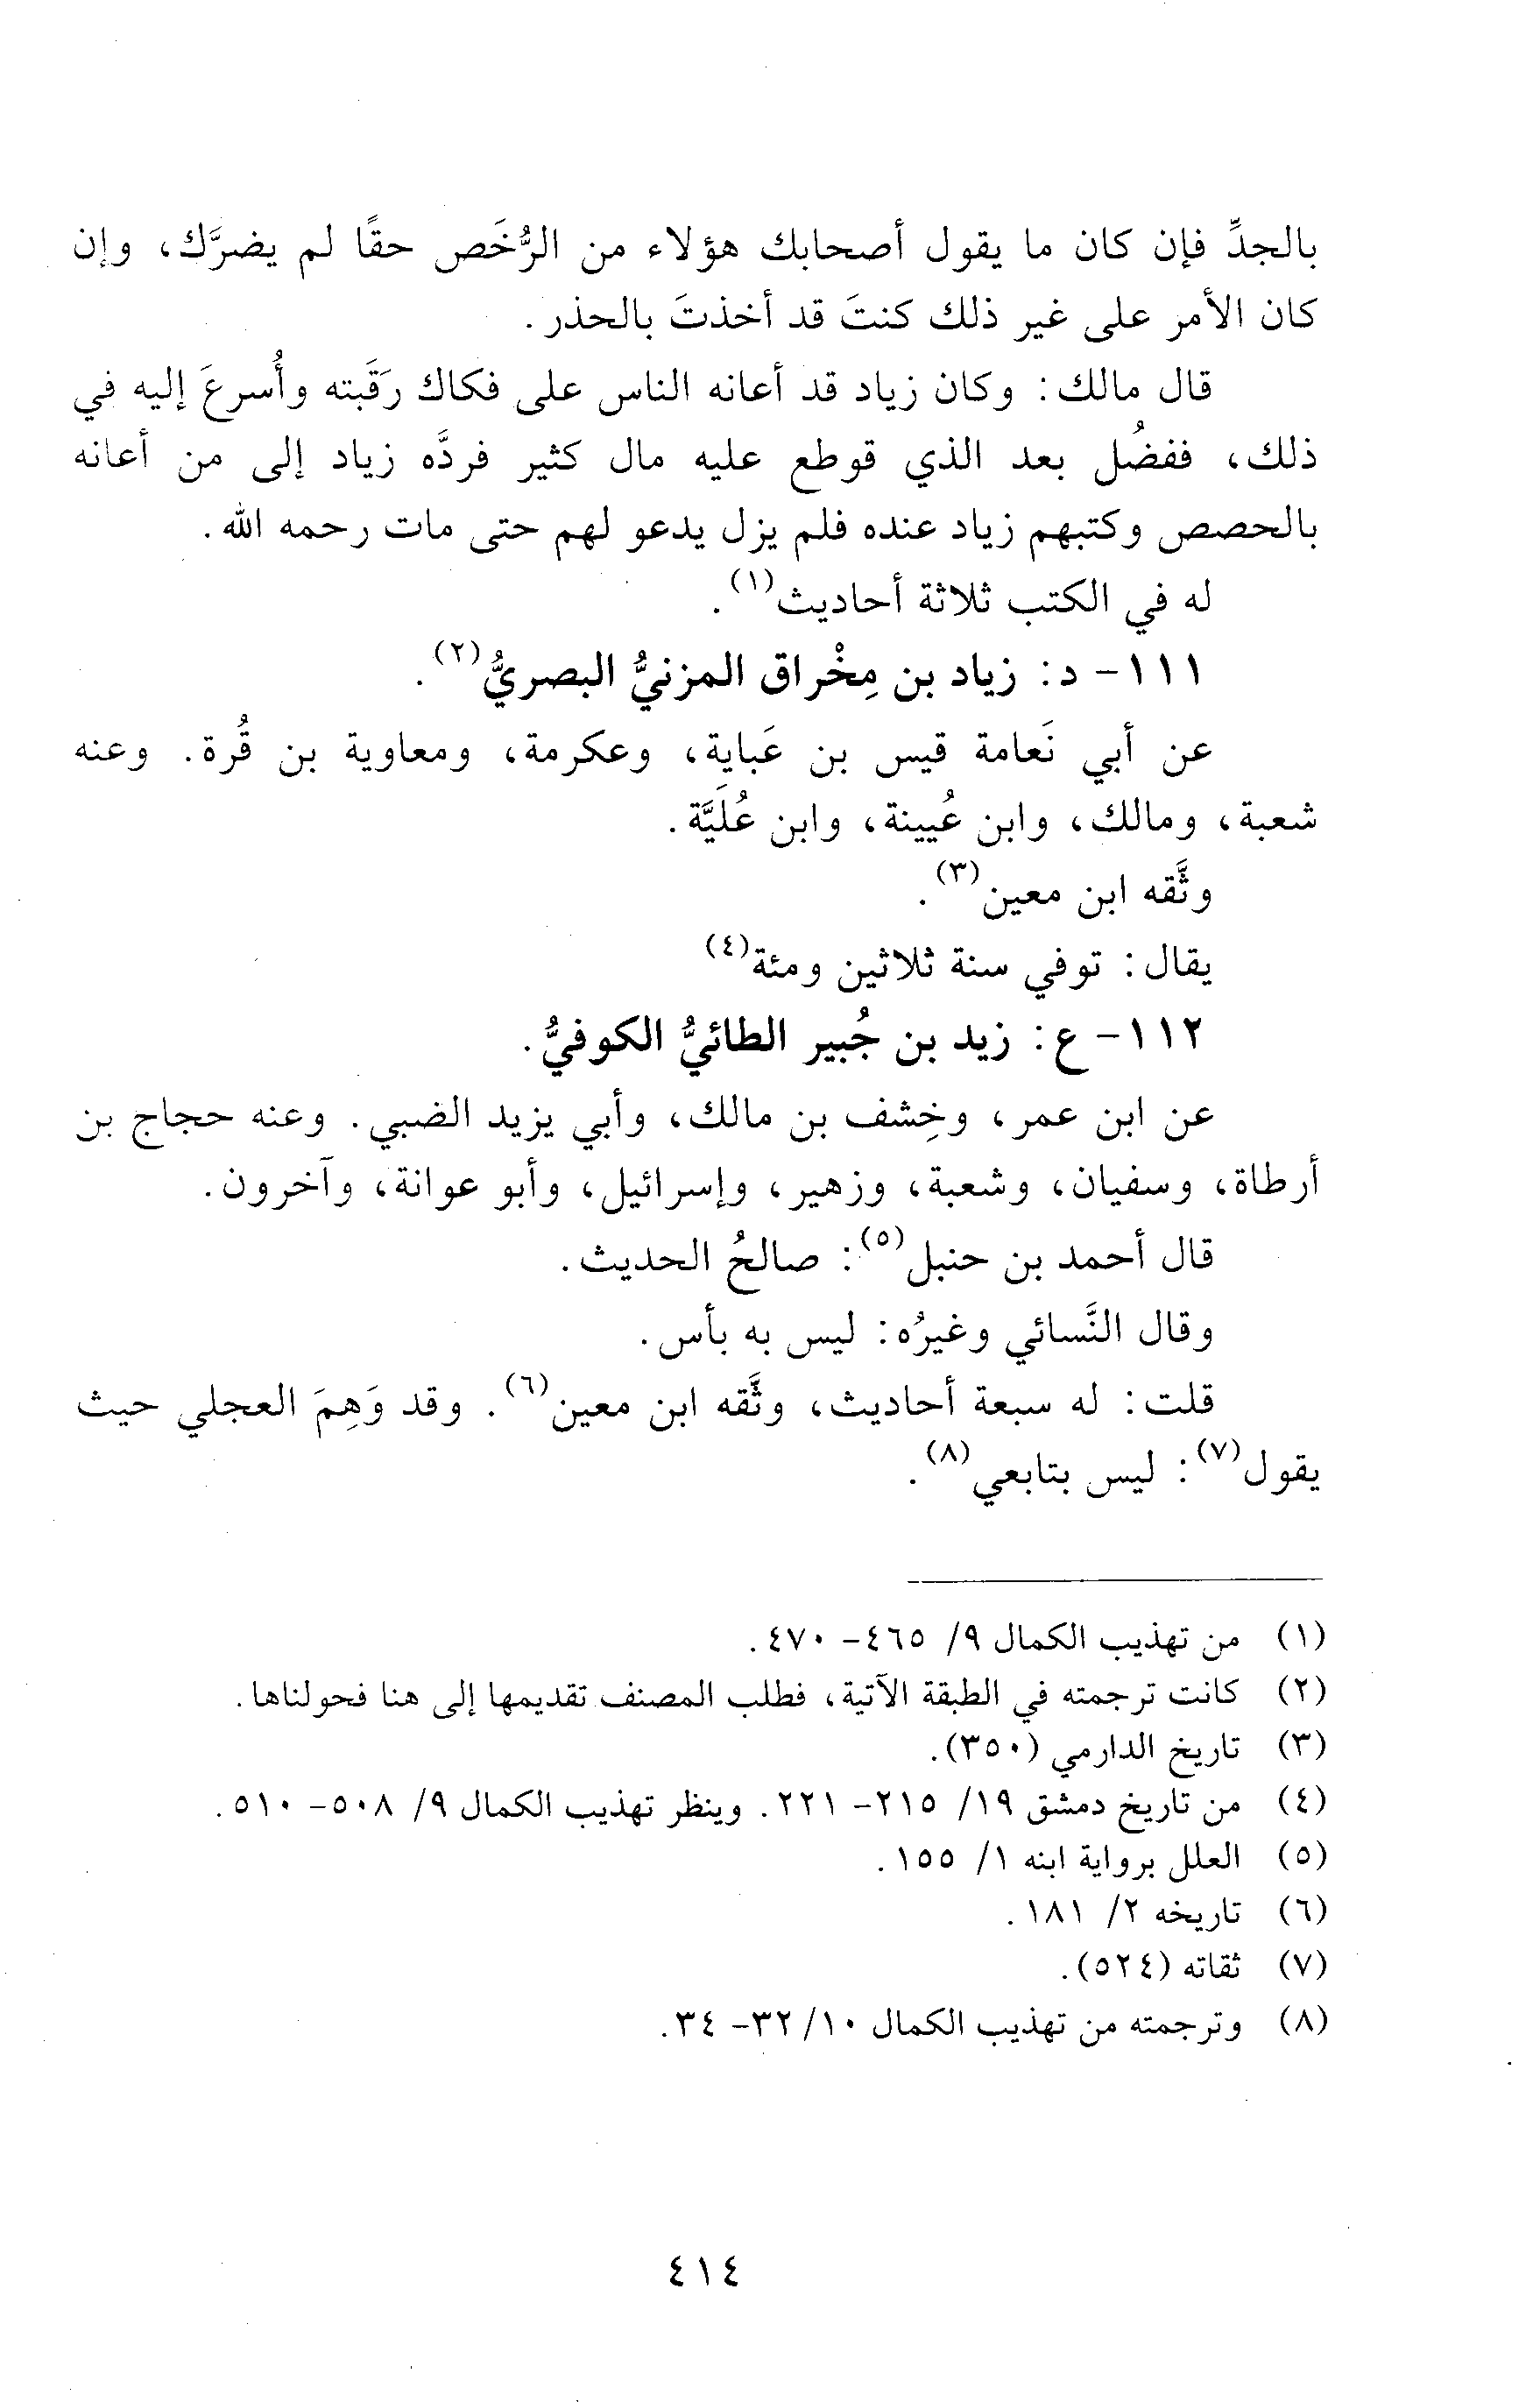 بالجدِّ فإن كان ما يقول أصحابك هؤلاء من الرُّخَص حقًا لم يضرَّك، وإن
كان الأمر على غير ذلك كنتَ قد أخذتَ بالحذر.
قال مالك: وكان زياد قد أعانه الناس على فكاك رَقَبته وأُسرعَ إليه في
ذلك، ففضُل بعد الذي قوطع عليه مال كثير فردَّه زياد إلى من أعانه
بالحصص وكتبهم زياد عنده فلم يزل يدعو لهم حتى مات رحمه الله.
له في الكتب ثلاثة أحاديث(١).
١١١- د: زياد بن مِخْراق المزنيُّ البصريُّ(٢).
عن أبي نَعامة قيس بن عَباية، وعكرمة، ومعاوية بن قُرة. وعنه
شعبة، ومالك، وابن عُيينة، وابن عُلَيَّة.
وثَّقه ابن معين(٣).
يقال: توفي سنة ثلاثين ومئة(٤)
١١٢- ع: زيد بن جُبير الطائيُّ الكوفيُّ.
عن ابن عمر، وخِشف بن مالك، وأبي يزيد الضبي. وعنه حجاج بن
أرطاة، وسفيان، وشعبة، وزهير، وإسرائيل، وأبو عوانة، وآخرون.
قال أحمد بن حنبل(٥): صالحُ الحديث.
وقال النَّسائي وغيرُه: ليس به بأس.
قلت: له سبعة أحاديث، وثَّقه ابن معين(٦). وقد وَهِمَ العجلي حيث
يقول(٧): ليس بتابعي(٨).
(١) من تهذيب الكمال ٩/ ٤٦٥- ٤٧٠.
(٢) كانت ترجمته في الطبقة الآتية، فطلب المصنف تقديمها إلى هنا فحولناها.
(٣) تاريخ الدارمي (٣٥٠).
(٤) من تاريخ دمشق ١٩/ ٢١٥- ٢٢١. وينظر تهذيب الكمال ٩/ ٥٠٨- ٥١٠.
(٥) العلل برواية ابنه ١/ ١٥٥.
(٦) تاريخه ٢/ ١٨١.
(٧) ثقاته (٥٢٤).
(٨) وترجمته من تهذيب الكمال ١٠/ ٣٢- ٣٤.
٤١٤